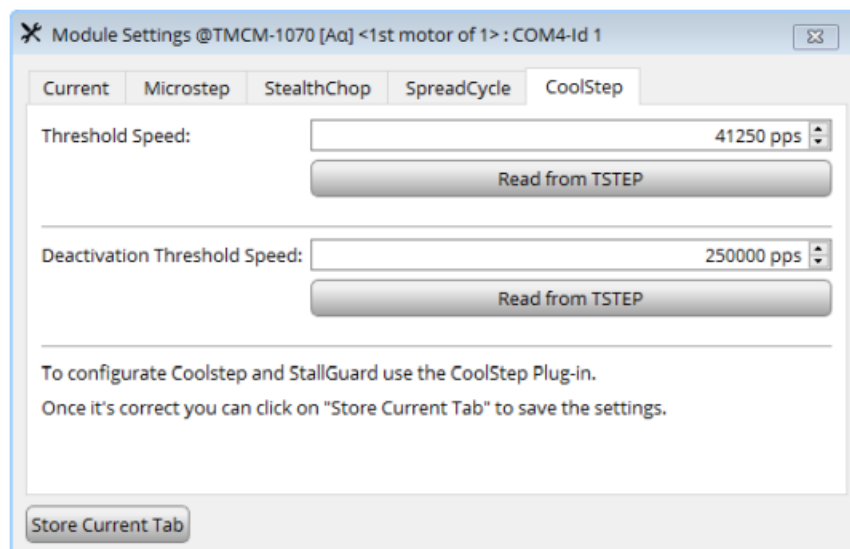 Module Settings @TMCM-1070 [Aα] <1st motor of 1> : COM4-Id 1
Current Microstep StealthChop SpreadCycle CoolStep
Threshold Speed: 41250 pps
Read from TSTEP
Deactivation Threshold Speed: 250000 pps
Read from TSTEP
To configurate Coolstep and StallGuard use the CoolStep Plug-in.
Once it's correct you can click on "Store Current Tab" to save the settings.
Store Current Tab